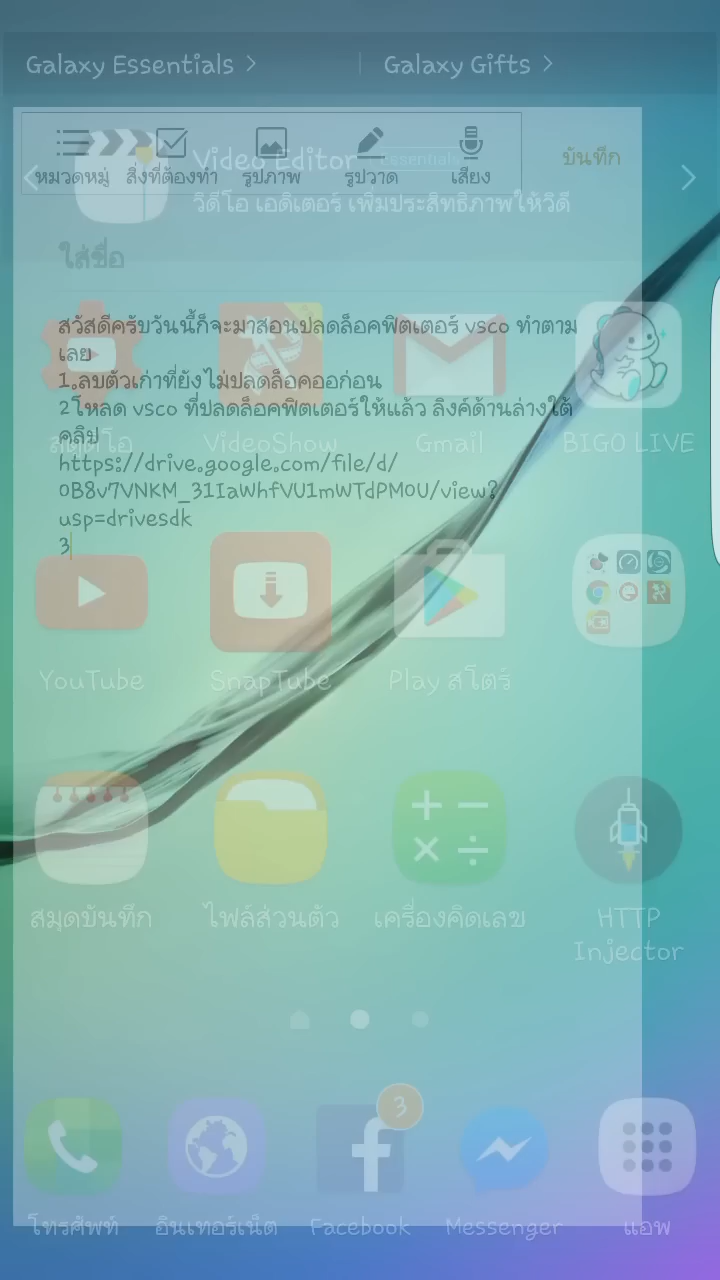 Galaxy Essentials
Galaxy Gifts
หมวดหมู่ สิ่งที่ต้องทำ รูปภาพ รูปวาด เสียง
บันทึก
Video Editor Essentials
วิดีโอ เอดิเตอร์ เพิ่มประสิทธิภาพให้วิดี
ใส่ชื่อ
สวัสดีครับวันนี้ก็จะมาสอนปลดล็อคฟิตเตอร์ vsco ทำตาม
เลย
1.ลบตัวเก่าที่ยังไม่ปลดล็อคออก่อน
2โหลด vsco ที่ปลดล็อคฟิตเตอร์ให้แล้ว ลิงค์ด้านล่างใต้
คลิป
https://drive.google.com/file/d/
0B8v7VNKM_31IaWhfVU1mWTdPM0U/view?
usp=drivesdk
3
VideoShow Gmail BIGO LIVE
YouTube SnapTube Play สโตร์
สมุดบันทึก ไฟล์ส่วนตัว เครื่องคิดเลข HTTP
Injector
3
โทรศัพท์ อินเทอร์เน็ต Facebook Messenger แอพ